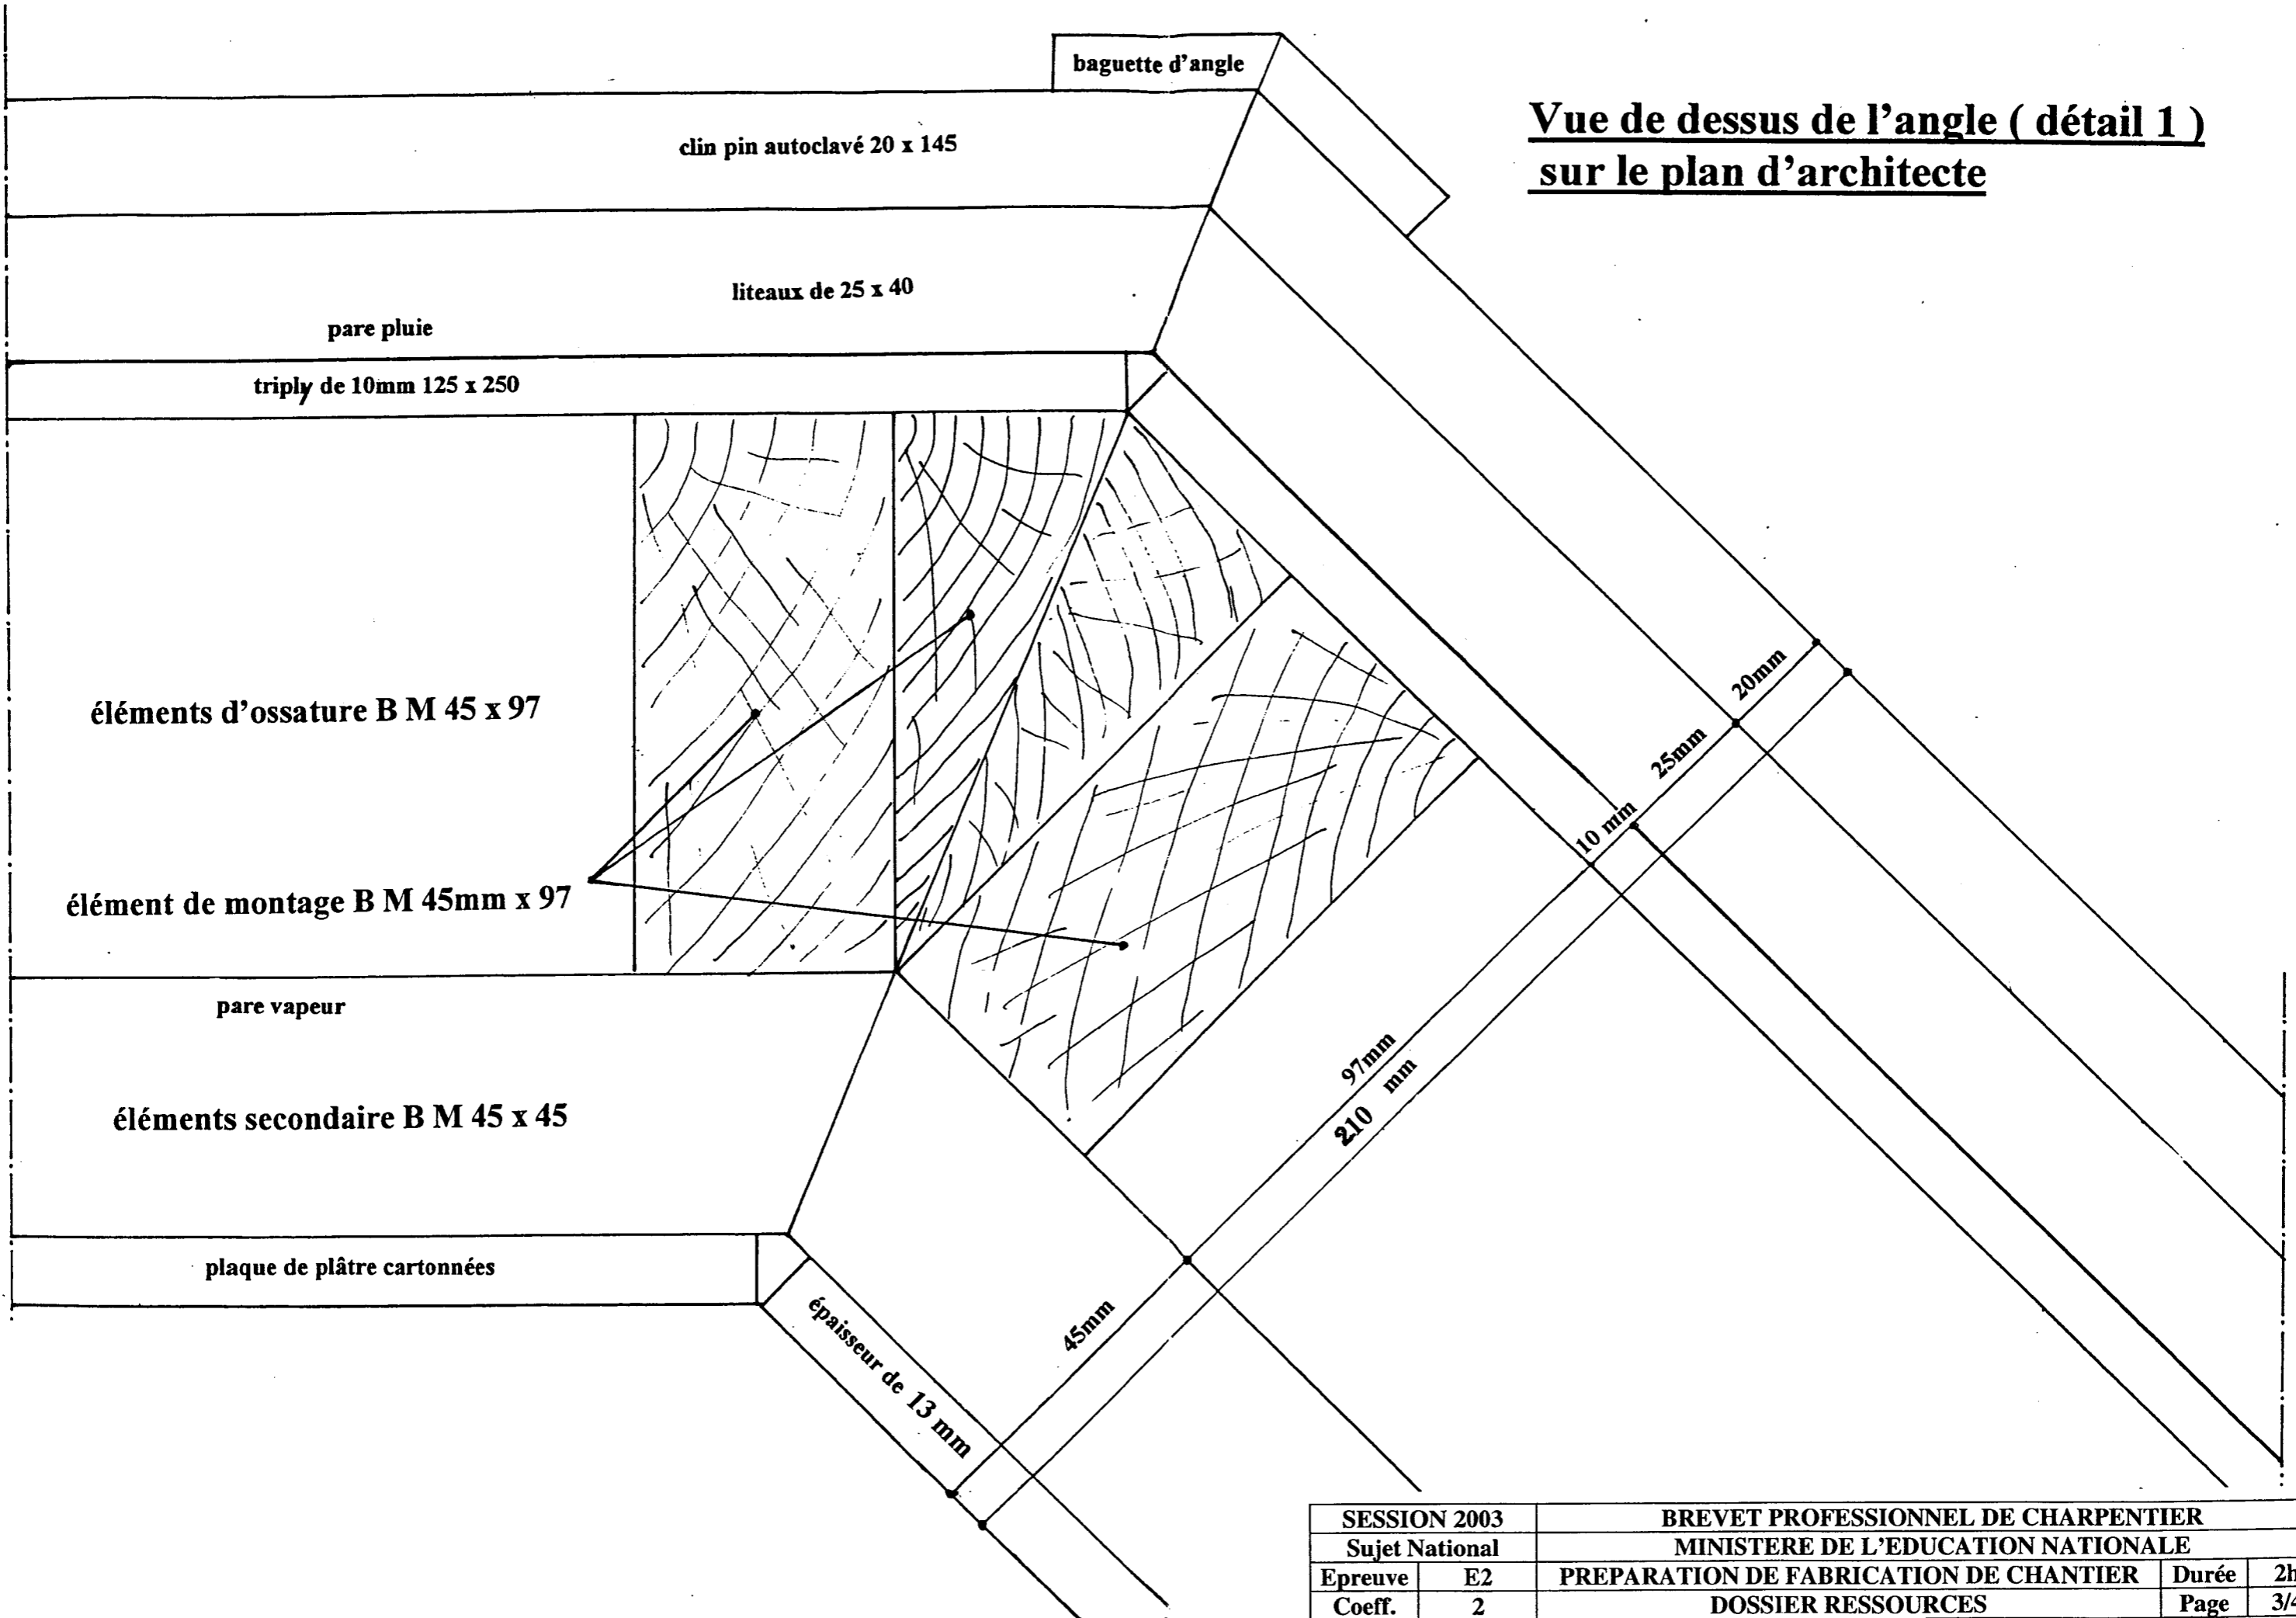 baguette d'angle
Vue de dessus de l'angle ( détail 1 )
sur le plan d'architecte
clin pin autoclavé 20 x 145
liteaux de 25 x 40
pare pluie
triply de 10mm 125 x 250
éléments d'ossature B M 45 x 97
élément de montage B M 45mm x 97
pare vapeur
éléments secondaire B M 45 x 45
plaque de plâtre cartonnées
épaisseur de 13 mm
20mm
25mm
10 mm
97mm
210 mm
45mm
SESSION 2003 BREVET PROFESSIONNEL DE CHARPENTIER
Sujet National MINISTERE DE L'EDUCATION NATIONALE
Epreuve E2 PREPARATION DE FABRICATION DE CHANTIER Durée 2h
Coeff. 2 DOSSIER RESSOURCES Page 3/4